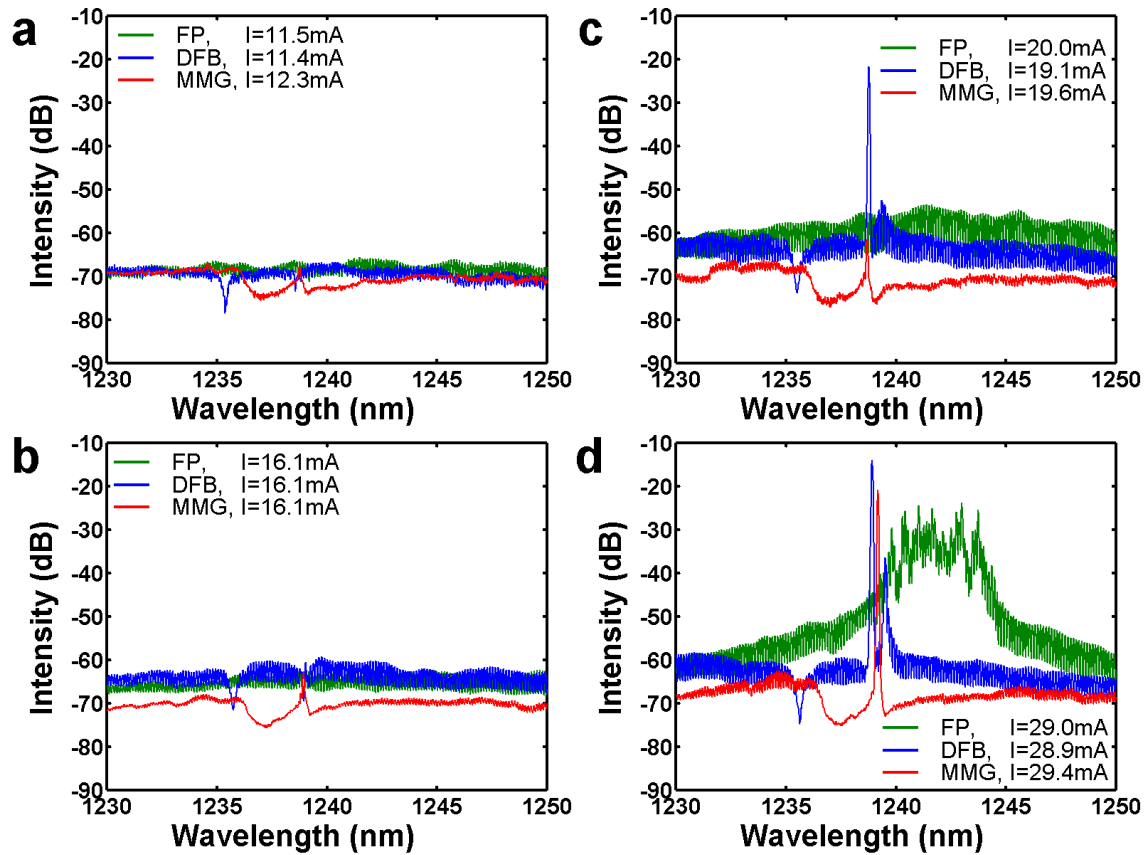 a
-10
-20
-30
-40
-50
-60
-70
-80
-90
Intensity (dB)
FP, I=11.5mA
DFB, I=11.4mA
MMG, I=12.3mA
1230 1235 1240 1245 1250
Wavelength (nm)
c
-10
-20
-30
-40
-50
-60
-70
-80
-90
Intensity (dB)
FP, I=20.0mA
DFB, I=19.1mA
MMG, I=19.6mA
1230 1235 1240 1245 1250
Wavelength (nm)
b
-10
-20
-30
-40
-50
-60
-70
-80
-90
Intensity (dB)
FP, I=16.1mA
DFB, I=16.1mA
MMG, I=16.1mA
1230 1235 1240 1245 1250
Wavelength (nm)
d
-10
-20
-30
-40
-50
-60
-70
-80
-90
Intensity (dB)
FP, I=29.0mA
DFB, I=28.9mA
MMG, I=29.4mA
1230 1235 1240 1245 1250
Wavelength (nm)